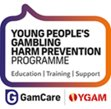 YOUNG PEOPLE'S
GAMBLING
HARM PREVENTION
PROGRAMME
Education | Training | Support
GamCare YGAM